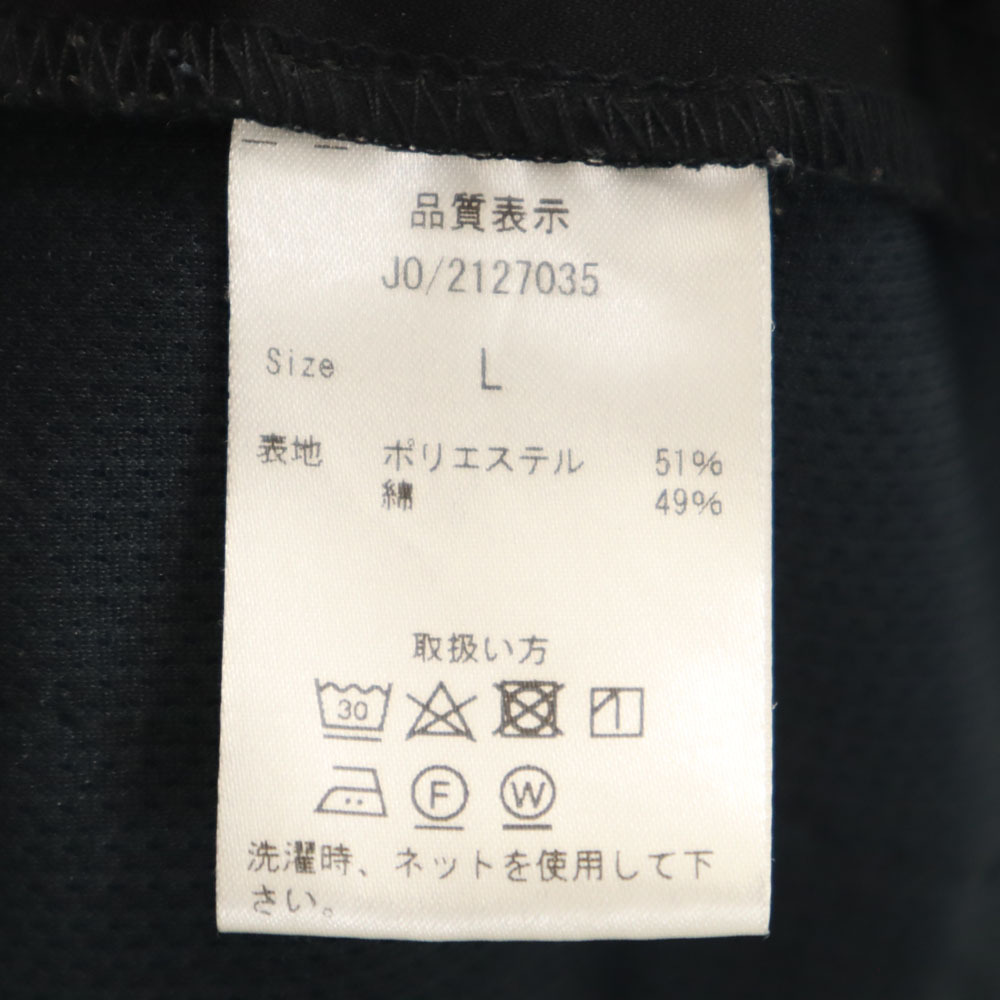 品質表示
JO/2127035
Size L
表地 ポリエステル 51%
綿 49%
取扱い方
30
F W
洗濯時、ネットを使用して下
さい。